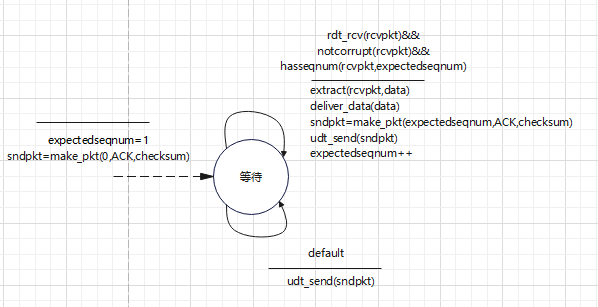 rdt_rcv(rcvpkt)&&
notcorrupt(rcvpkt)&&
hasseqnum(rcvpkt,expectedseqnum)
extract(rcvpkt,data)
deliver_data(data)
sndpkt=make_pkt(expectedseqnum,ACK,checksum)
udt_send(sndpkt)
expectedseqnum++
expectedseqnum=1
sndpkt=make_pkt(0,ACK,checksum)
等待
default
udt_send(sndpkt)